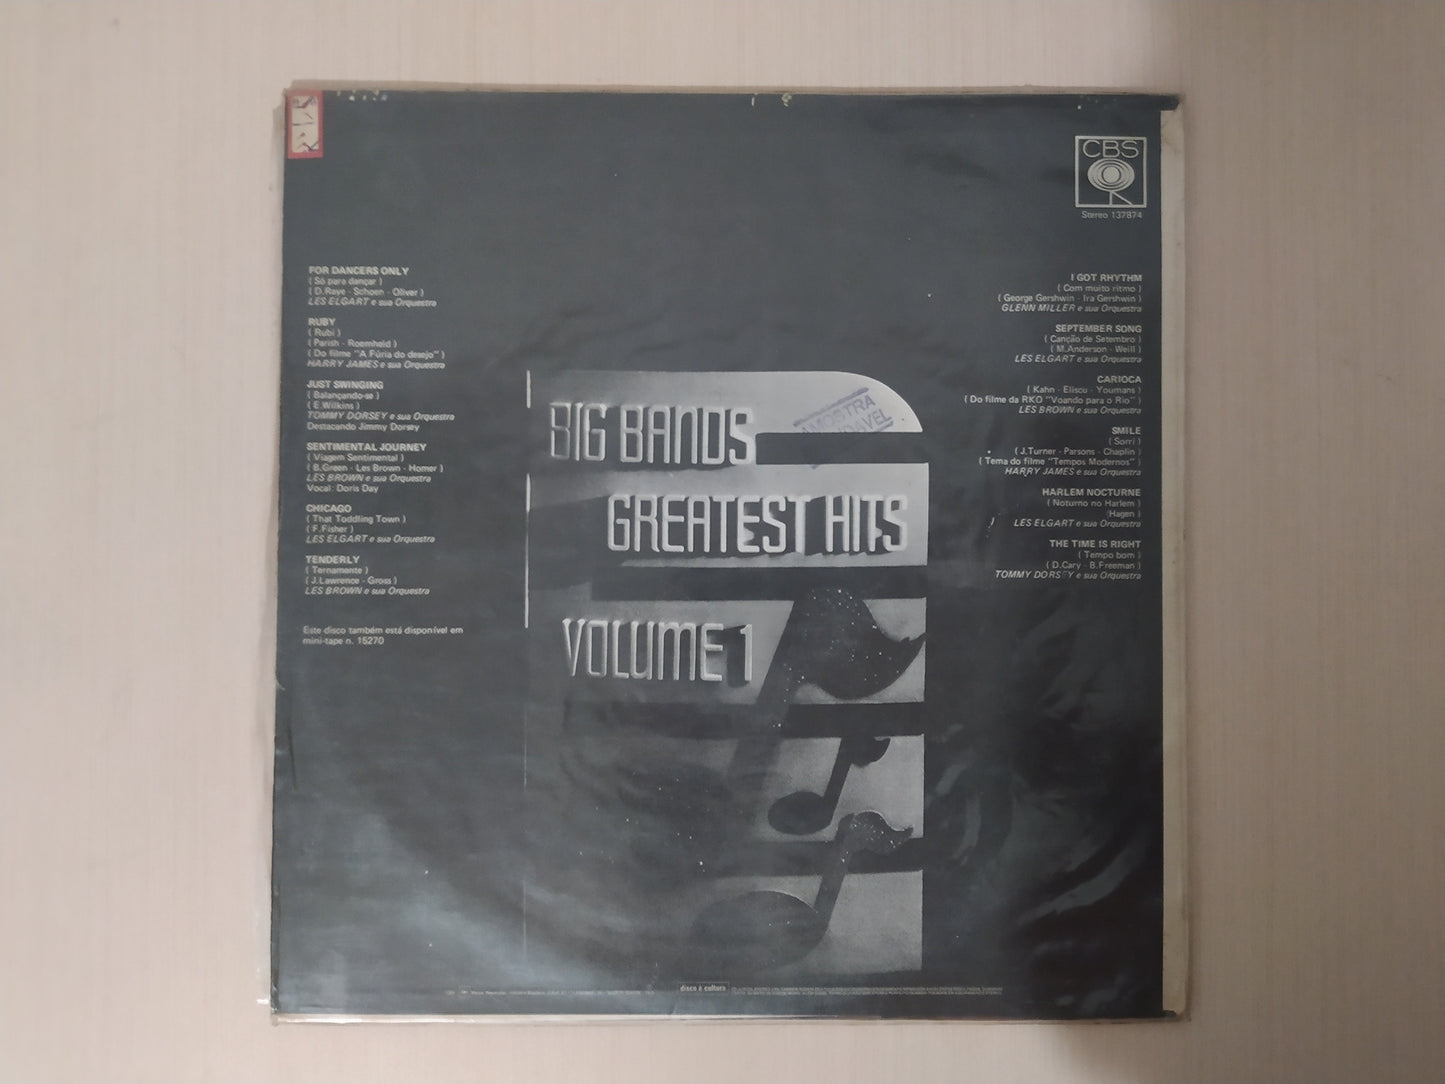 CBS
Stereo 137874
FOR DANCERS ONLY
( Só para dançar )
( D.Raye - Schoen - Oliver )
LES ELGART e sua Orquestra
RUBY
( Rubi )
( Parish - Roemheld )
( Do filme "A Fúria do desejo" )
HARRY JAMES e sua Orquestra
JUST SWINGING
( Balançando-se )
( E.Wilkins )
TOMMY DORSEY e sua Orquestra
Destacando Jimmy Dorsey
SENTIMENTAL JOURNEY
( Viagem Sentimental )
( B.Green - Les Brown - Homer )
LES BROWN e sua Orquestra
Vocal: Doris Day
CHICAGO
( That Toddling Town )
( F.Fisher )
LES ELGART e sua Orquestra
TENDERLY
( Ternamente )
( J.Lawrence - Gross )
LES BROWN e sua Orquestra
Este disco também está disponível em
mini-tape n. 15270
BIG BANDS
GREATEST HITS
VOLUME 1
AMOSTRA
I GOT RHYTHM
( Com muito ritmo )
( George Gershwin - Ira Gershwin )
GLENN MILLER e sua Orquestra
SEPTEMBER SONG
( Canção de Setembro )
( M.Anderson - Weill )
LES ELGART e sua Orquestra
CARIOCA
( Kahn - Eliscu - Youmans )
( Do filme da RKO "Voando para o Rio" )
LES BROWN e sua Orquestra
SMILE
( Sorri )
( J.Turner - Parsons - Chaplin )
( Tema do filme "Tempos Modernos" )
HARRY JAMES e sua Orquestra
HARLEM NOCTURNE
( Noturno no Harlem )
(Hagen )
LES ELGART e sua Orquestra
THE TIME IS RIGHT
( Tempo bom )
( D.Cary - B.Freeman )
TOMMY DORSEY e sua Orquestra
disco é cultura